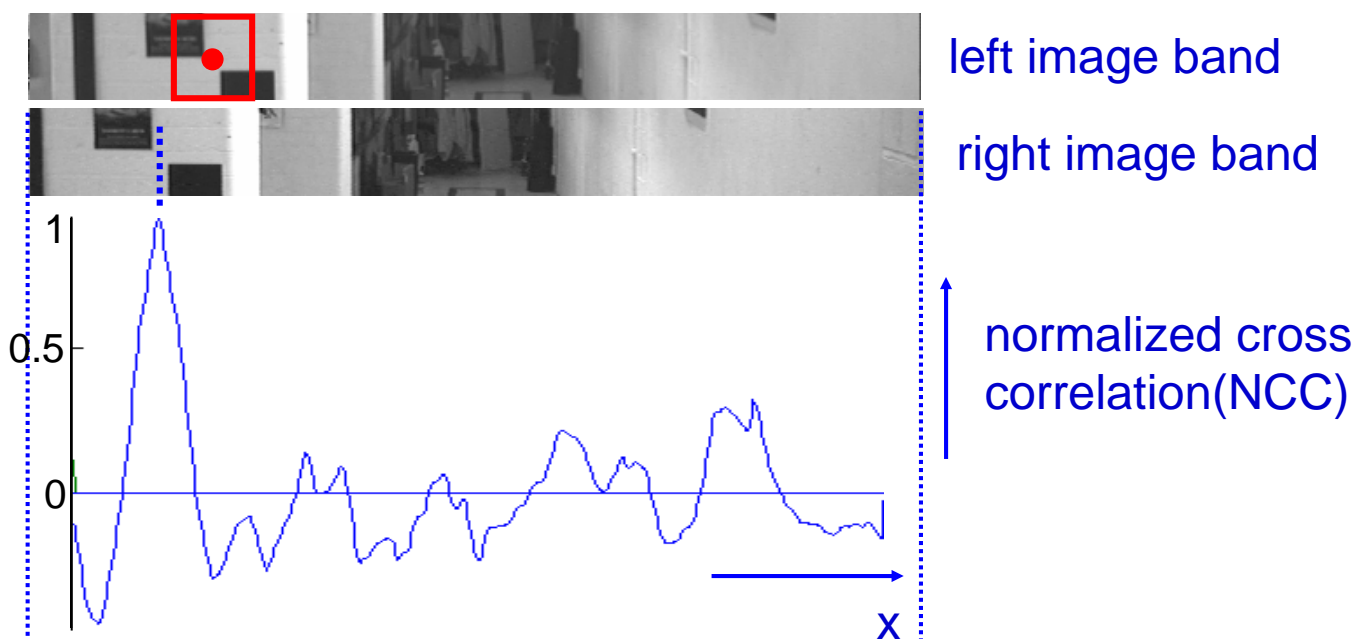 left image band
right image band
1
0.5
0
normalized cross
correlation(NCC)
x